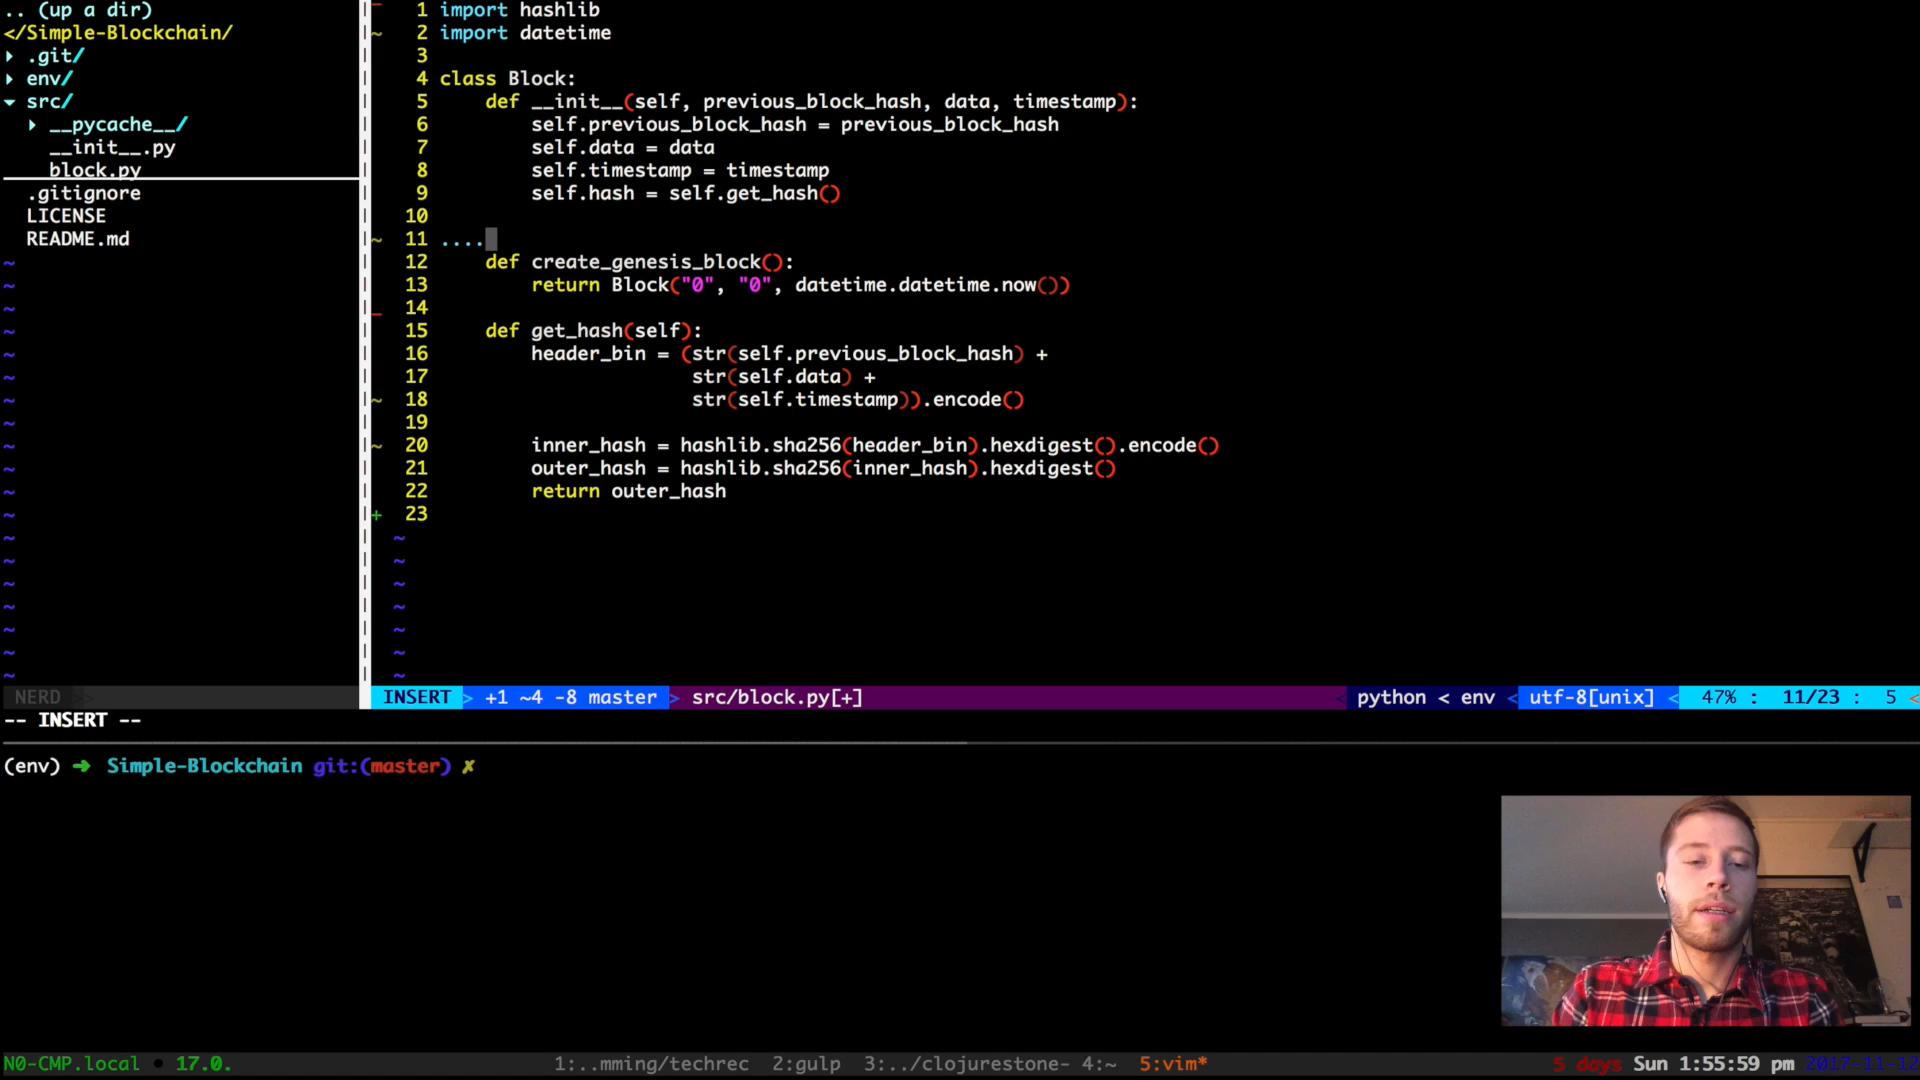 .. (up a dir)
</Simple-Blockchain/
▸ .git/
▸ env/
▾ src/
▸ __pycache__/
__init__.py
block.py
.gitignore
LICENSE
README.md
1 import hashlib
~ 2 import datetime
3
4 class Block:
5 def __init__(self, previous_block_hash, data, timestamp):
6 self.previous_block_hash = previous_block_hash
7 self.data = data
8 self.timestamp = timestamp
9 self.hash = self.get_hash()
10
~ 11 ....
12 def create_genesis_block():
13 return Block("0", "0", datetime.datetime.now())
_ 14
15 def get_hash(self):
16 header_bin = (str(self.previous_block_hash) +
17 str(self.data) +
~ 18 str(self.timestamp)).encode()
19
~ 20 inner_hash = hashlib.sha256(header_bin).hexdigest().encode()
21 outer_hash = hashlib.sha256(inner_hash).hexdigest()
22 return outer_hash
+ 23
NERD
INSERT > +1 ~4 -8 master > src/block.py[+] < python < env < utf-8[unix] < 47% : 11/23 : 5 <
-- INSERT --
(env) ➜ Simple-Blockchain git:(master) ✗
N0-CMP.local • 17.0. 1:..mming/techrec 2:gulp 3:../clojurestone- 4:~ 5:vim* 5 days Sun 1:55:59 pm 2017-11-12